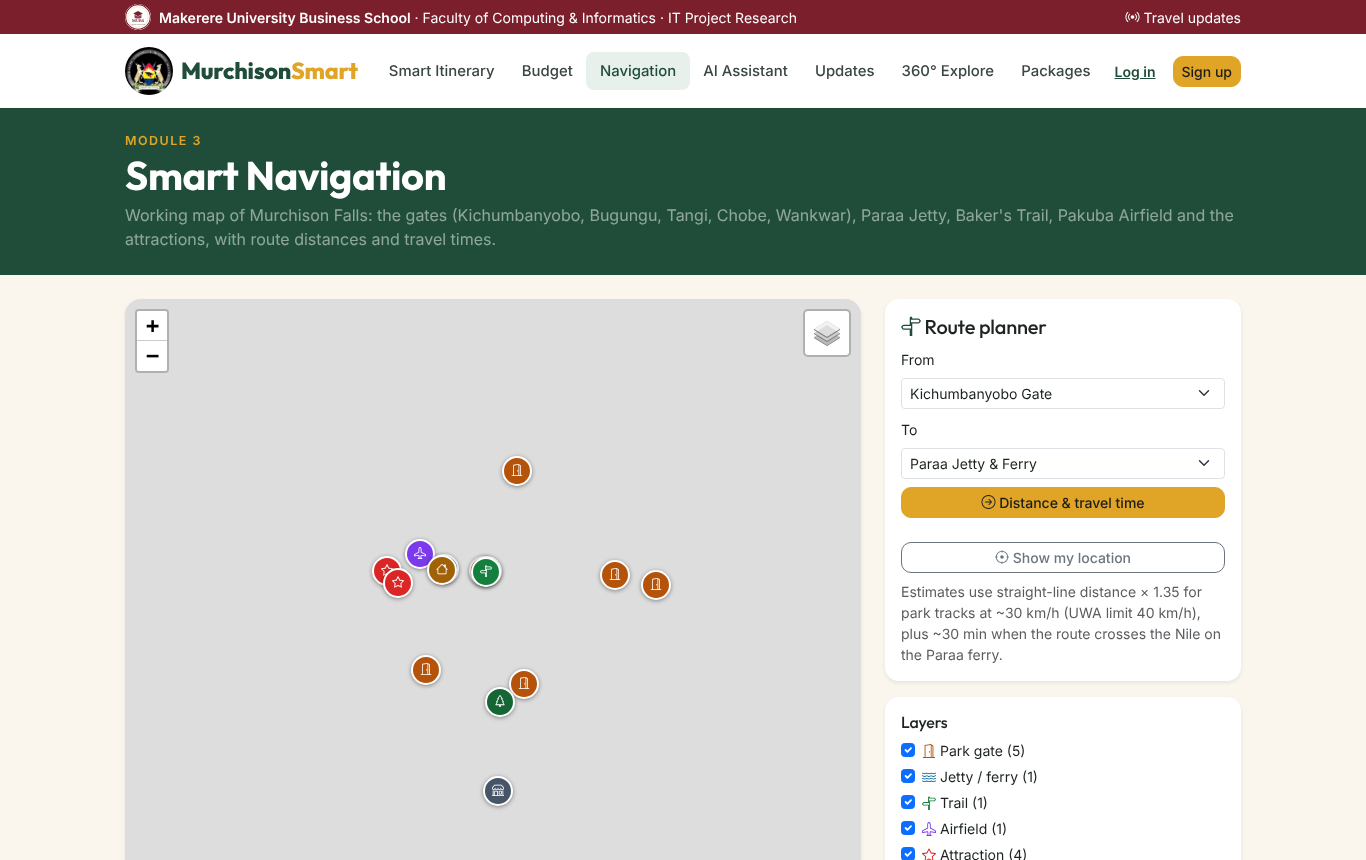 Makerere University Business School · Faculty of Computing & Informatics · IT Project Research
Travel updates
MurchisonSmart
Smart Itinerary
Budget
Navigation
AI Assistant
Updates
360° Explore
Packages
Log in
Sign up
MODULE 3
Smart Navigation
Working map of Murchison Falls: the gates (Kichumbanyobo, Bugungu, Tangi, Chobe, Wankwar), Paraa Jetty, Baker's Trail, Pakuba Airfield and the
attractions, with route distances and travel times.
+
−
Route planner
From
Kichumbanyobo Gate
To
Paraa Jetty & Ferry
Distance & travel time
Show my location
Estimates use straight-line distance × 1.35 for
park tracks at ~30 km/h (UWA limit 40 km/h),
plus ~30 min when the route crosses the Nile on
the Paraa ferry.
Layers
Park gate (5)
Jetty / ferry (1)
Trail (1)
Airfield (1)
Attraction (4)